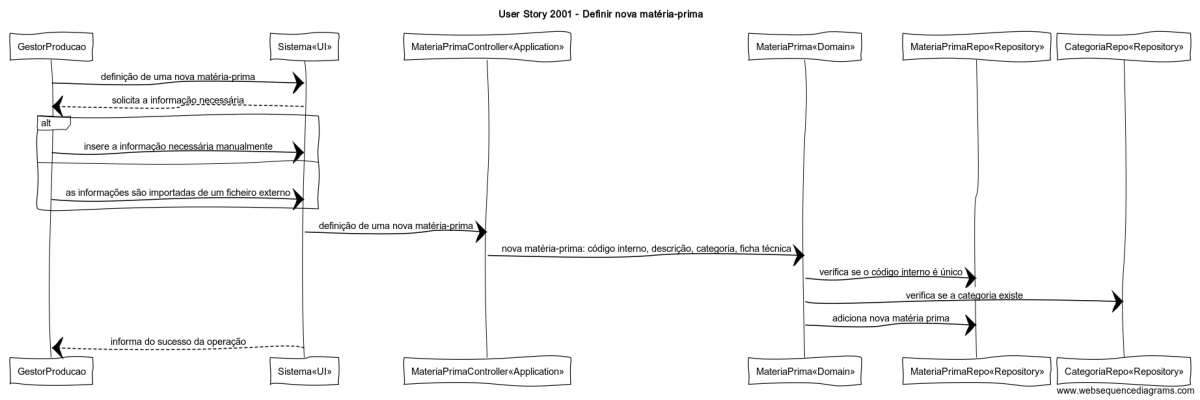 User Story 2001 - Definir nova matéria-prima
GestorProducao
Sistema«UI»
MateriaPrimaController«Application»
MateriaPrima«Domain»
MateriaPrimaRepo«Repository»
CategoriaRepo«Repository»
definição de uma nova matéria-prima
solicita a informação necessária
alt
insere a informação necessária manualmente
as informações são importadas de um ficheiro externo
definição de uma nova matéria-prima
nova matéria-prima: código interno, descrição, categoria, ficha técnica
verifica se o código interno é único
verifica se a categoria existe
adiciona nova matéria prima
informa do sucesso da operação
GestorProducao
Sistema«UI»
MateriaPrimaController«Application»
MateriaPrima«Domain»
MateriaPrimaRepo«Repository»
CategoriaRepo«Repository»
www.websequencediagrams.com